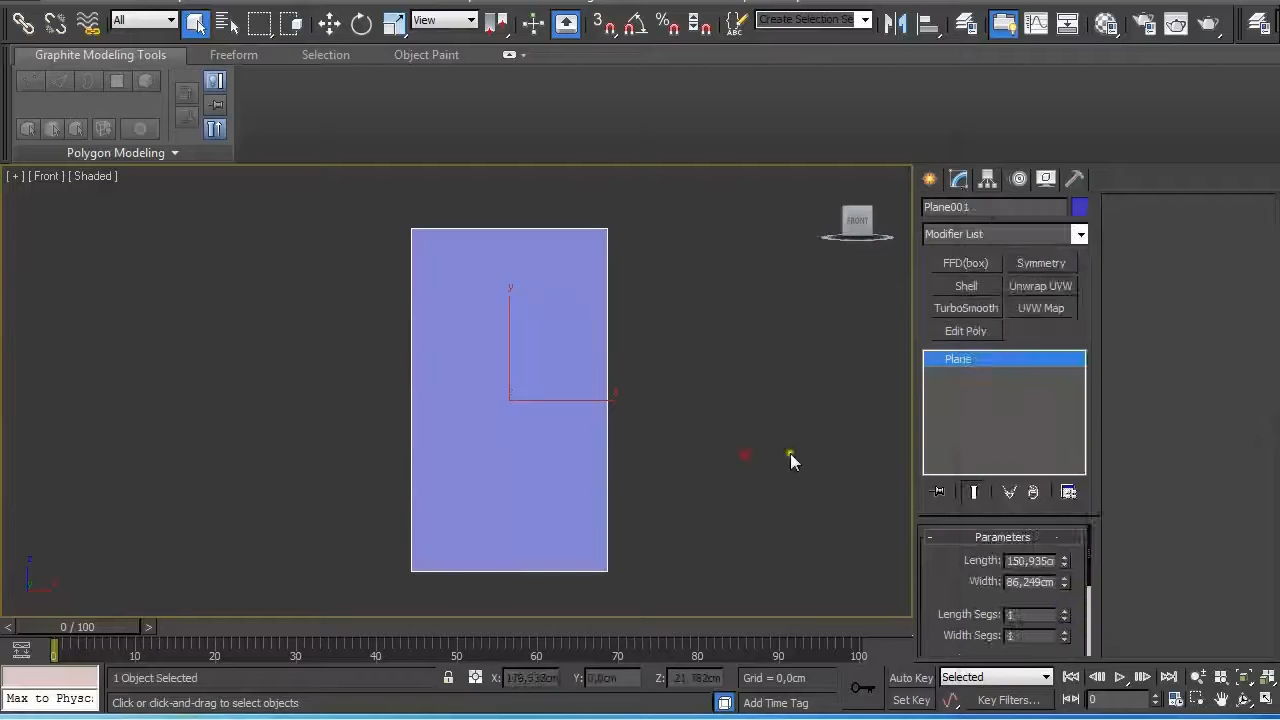 All
View
3
Create Selection Se
ABC
Graphite Modeling Tools
Freeform
Selection
Object Paint
Polygon Modeling
[ + ] [ Front ] [ Shaded ]
FRONT
y
x
z
Plane001
Modifier List
FFD(box)
Symmetry
Shell
Unwrap UVW
TurboSmooth
UVW Map
Edit Poly
Plane
- Parameters
Length: 150,935c
Width: 86,249cm
Length Segs: 1
Width Segs: 1
< 0 / 100 >
0 10 20 30 40 50 60 70 80 90 100
1 Object Selected
X:
Y: 0,0cm
Z:
Grid = 0,0cm
Auto Key
Selected
Max to Physc
Click or click-and-drag to select objects
Add Time Tag
Set Key
Key Filters...
0